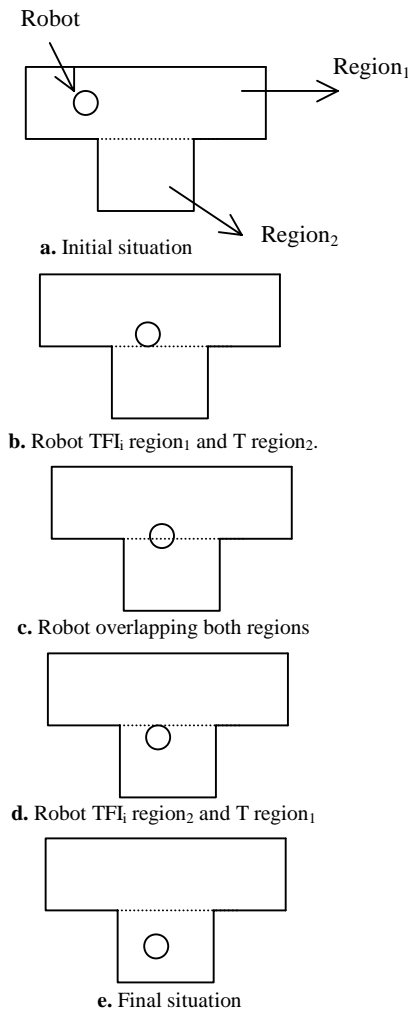 Robot
Region₁
Region₂
a. Initial situation
b. Robot TFIᵢ region₁ and T region₂.
c. Robot overlapping both regions
d. Robot TFIᵢ region₂ and T region₁
e. Final situation